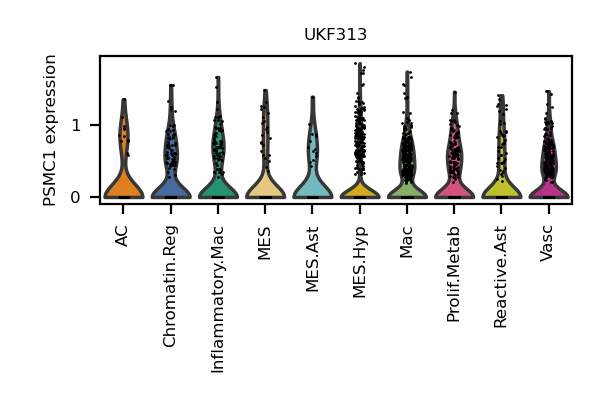 UKF313
PSMC1 expression
1
0
AC
Chromatin.Reg
Inflammatory.Mac
MES
MES.Ast
MES.Hyp
Mac
Prolif.Metab
Reactive.Ast
Vasc